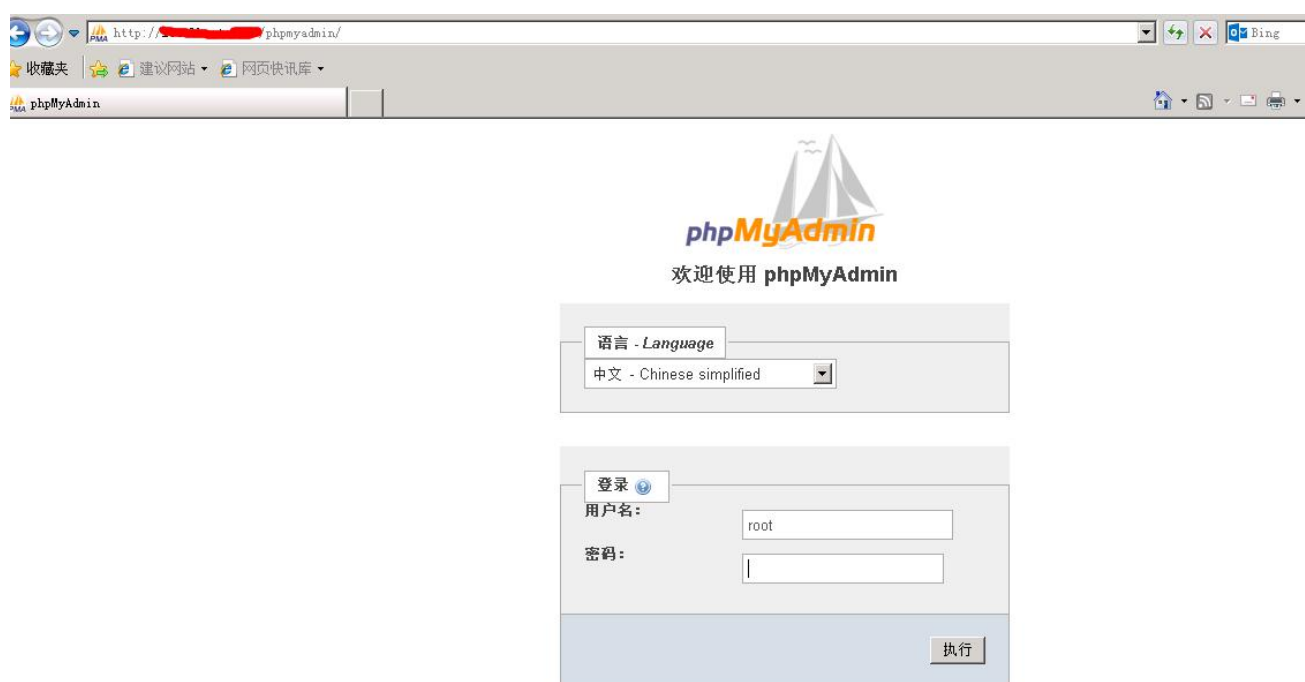 http:// /phpmyadmin/
Bing
收藏夹 建议网站 网页快讯库
phpMyAdmin
phpMyAdmin
欢迎使用 phpMyAdmin
语言 - Language
中文 - Chinese simplified
登录
用户名:
root
密码:
执行